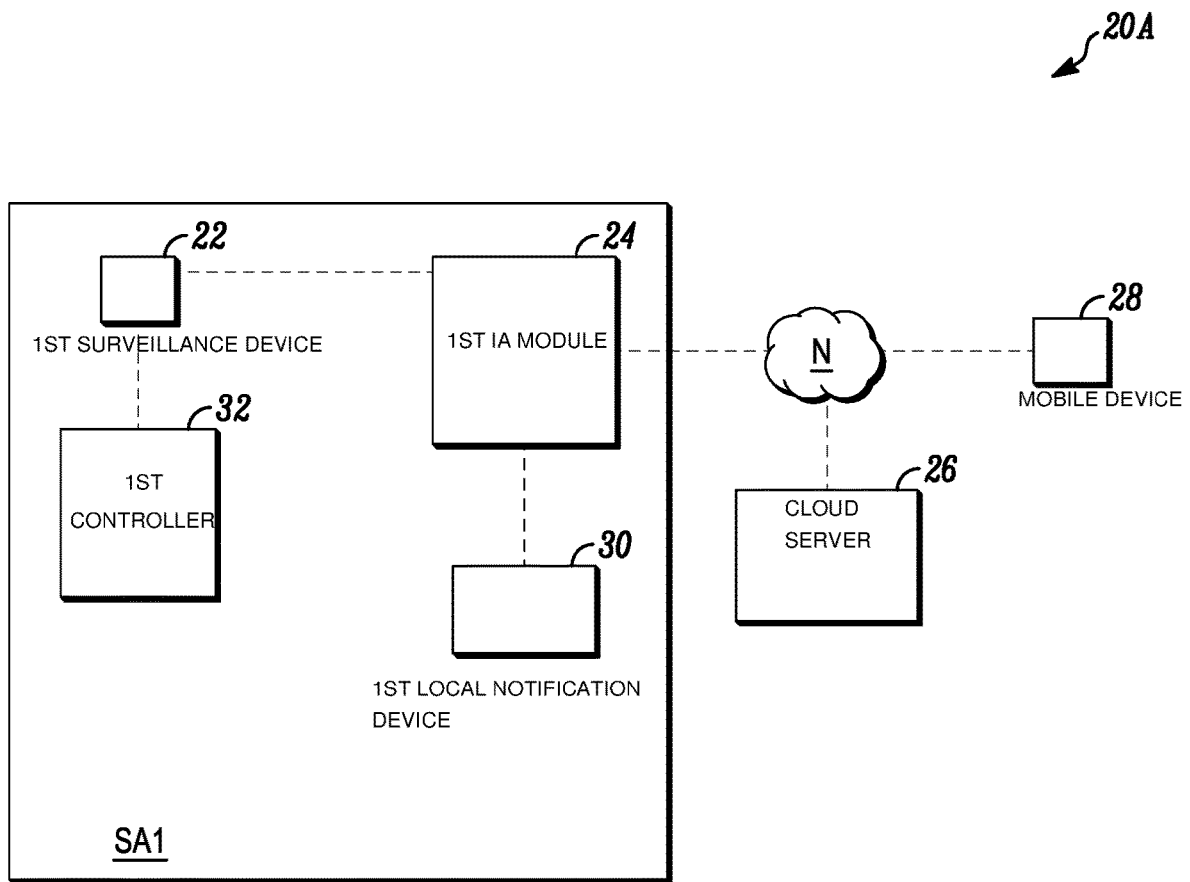 20A
22
24
1ST SURVEILLANCE DEVICE
1ST IA MODULE
N
28
MOBILE DEVICE
32
1ST
CONTROLLER
26
CLOUD
SERVER
30
1ST LOCAL NOTIFICATION
DEVICE
SA1